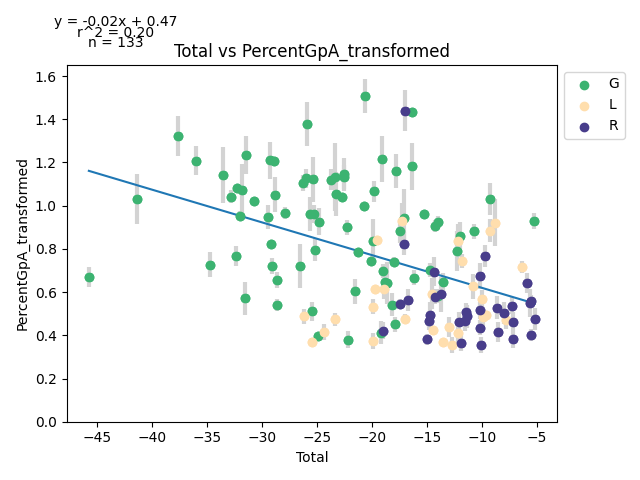 y = -0.02x + 0.47
r^2 = 0.20
n = 133
Total vs PercentGpA_transformed
1.6
1.4
1.2
1.0
0.8
0.6
0.4
0.2
0.0
PercentGpA_transformed
−45
−40
−35
−30
−25
−20
−15
−10
−5
Total
G
L
R